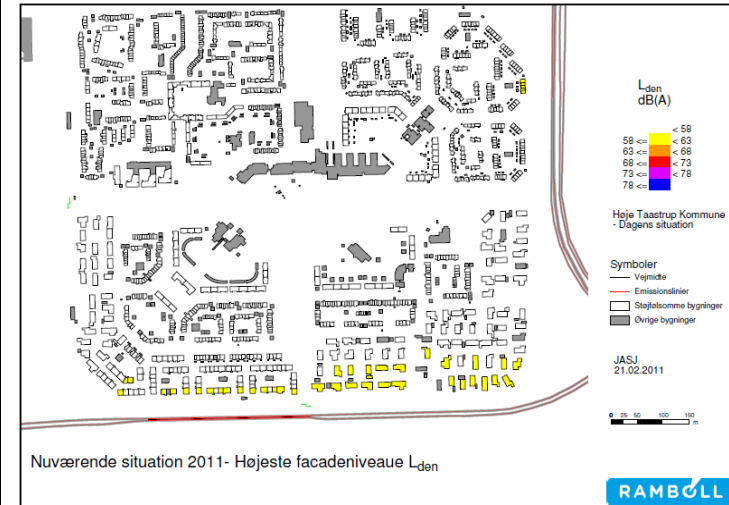 Lden
dB(A)
< 58
58 <= < 63
63 <= < 68
68 <= < 73
73 <= < 78
78 <=
Høje Taastrup Kommune
- Dagens situation
Symboler
Vejmidte
Emissionslinier
Støjfølsomme bygninger
Øvrige bygninger
JASJ
21.02.2011
0 25 50 100 150
m
Nuværende situation 2011- Højeste facadeniveaue Lden
RAMBOLL